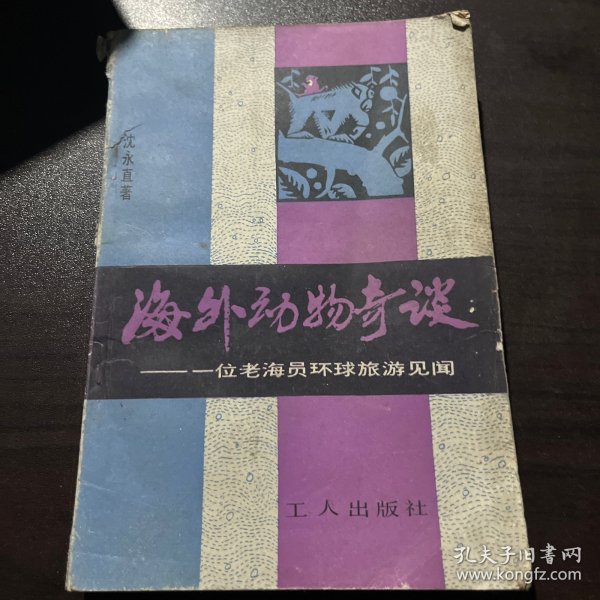 沈永直著
海外动物奇谈
——一位老海员环球旅游见闻
工人出版社
孔夫子旧书网
www.kongfz.com